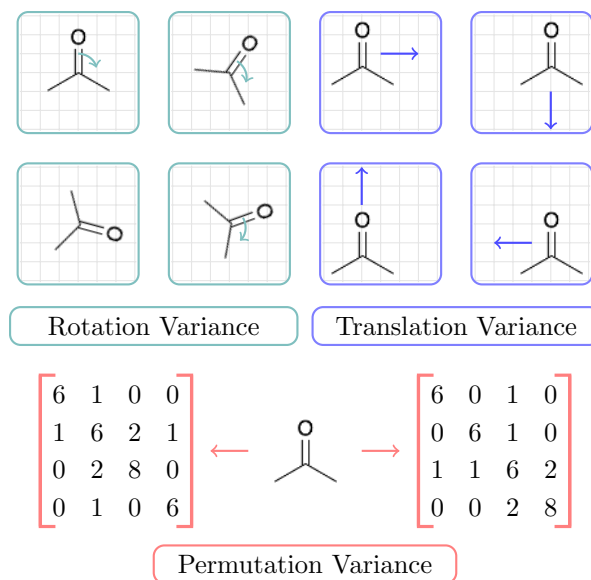 O O O O
O O O O
Rotation Variance Translation Variance
6 1 0 0 6 0 1 0
1 6 2 1 O 0 6 1 0
0 2 8 0 1 1 6 2
0 1 0 6 0 0 2 8
Permutation Variance